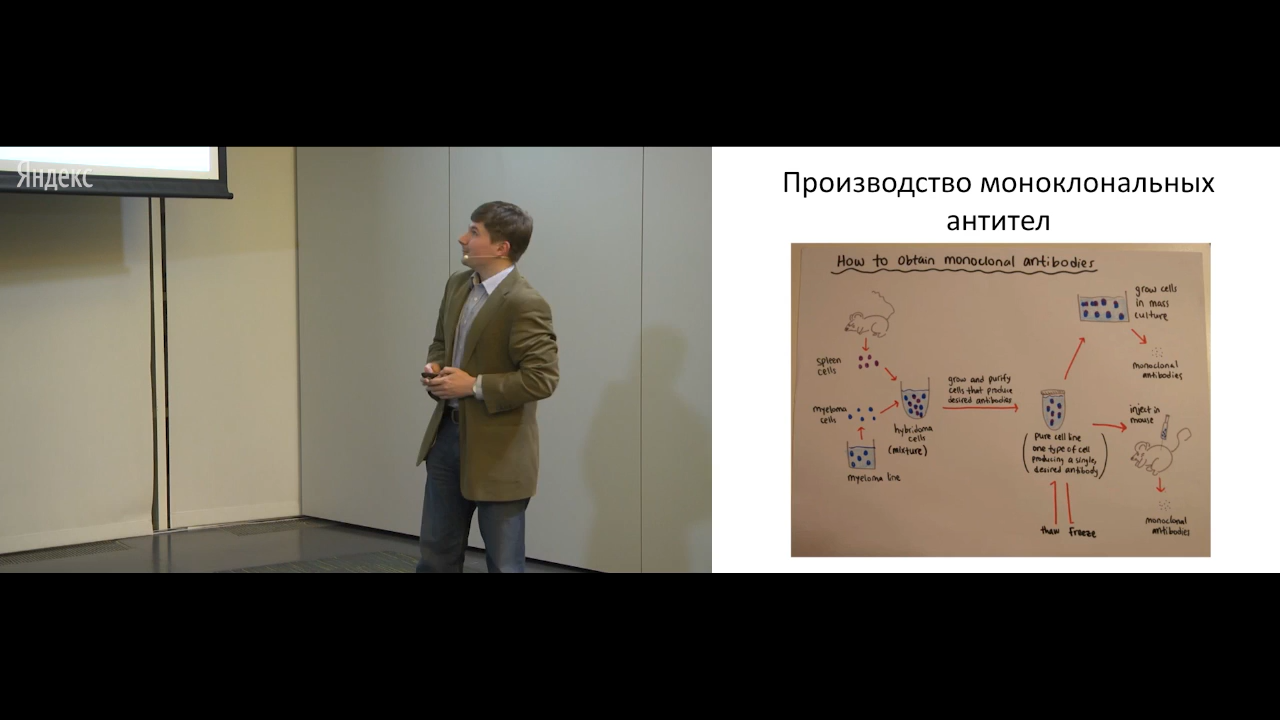 Яндекс
Производство моноклональных
антител
How to obtain monoclonal antibodies
grow cells
in mass
culture
monoclonal
antibodies
spleen
cells
myeloma
cells
myeloma line
hybridoma
cells
(mixture)
grow and purify
cells that produce
desired antibodies
(pure cell line
one type of cell
producing a single,
desired antibody)
thaw freeze
inject in
mouse
monoclonal
antibodies